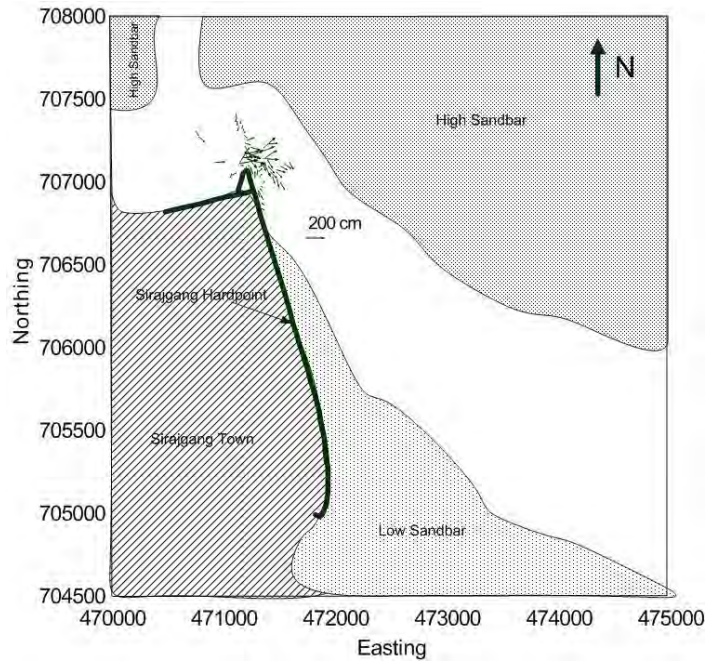 708000
707500
707000
706500
706000
705500
705000
704500
Northing
High Sandbar
High Sandbar
N
200 cm
Sirajgang Hardpoint
Sirajgang Town
Low Sandbar
470000 471000 472000 473000 474000 475000
Easting